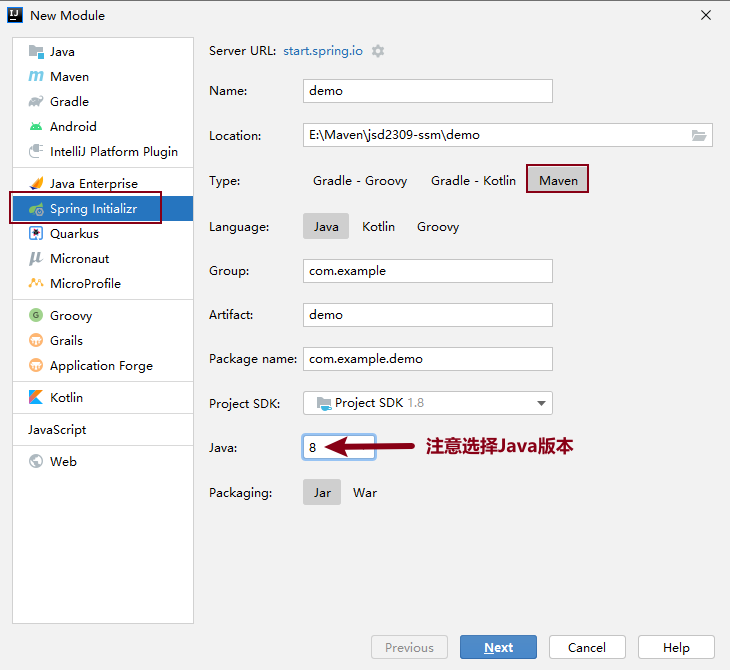 New Module
Java
Maven
Gradle
Android
IntelliJ Platform Plugin
Java Enterprise
Spring Initializr
Quarkus
Micronaut
MicroProfile
Groovy
Grails
Application Forge
Kotlin
JavaScript
Web
Server URL: start.spring.io
Name: demo
Location: E:\Maven\jsd2309-ssm\demo
Type: Gradle - Groovy Gradle - Kotlin Maven
Language: Java Kotlin Groovy
Group: com.example
Artifact: demo
Package name: com.example.demo
Project SDK: Project SDK 1.8
Java: 8 注意选择Java版本
Packaging: Jar War
Previous Next Cancel Help